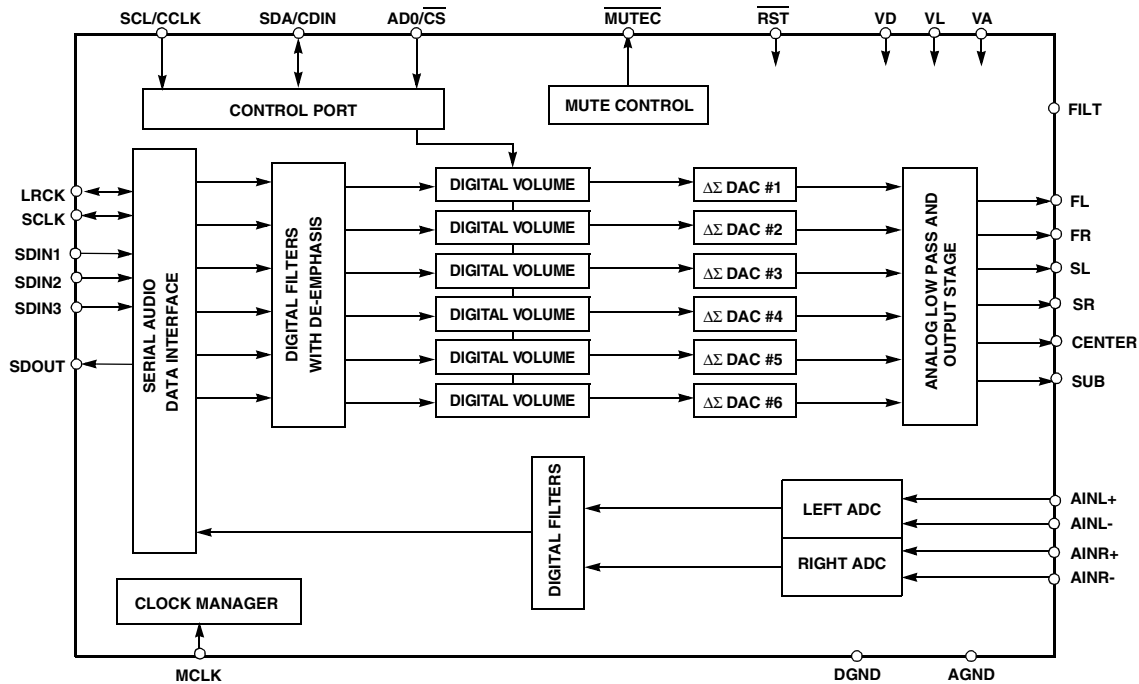 SCL/CCLK
SDA/CDIN
AD0/CS
MUTEC
RST
VD
VL
VA
CONTROL PORT
MUTE CONTROL
FILT
LRCK
SCLK
SDIN1
SDIN2
SDIN3
SDOUT
SERIAL AUDIO
DATA INTERFACE
DIGITAL FILTERS
WITH DE-EMPHASIS
DIGITAL VOLUME
DIGITAL VOLUME
DIGITAL VOLUME
DIGITAL VOLUME
DIGITAL VOLUME
DIGITAL VOLUME
ΔΣ DAC #1
ΔΣ DAC #2
ΔΣ DAC #3
ΔΣ DAC #4
ΔΣ DAC #5
ΔΣ DAC #6
ANALOG LOW PASS AND
OUTPUT STAGE
FL
FR
SL
SR
CENTER
SUB
DIGITAL FILTERS
LEFT ADC
RIGHT ADC
AINL+
AINL-
AINR+
AINR-
CLOCK MANAGER
MCLK
DGND
AGND